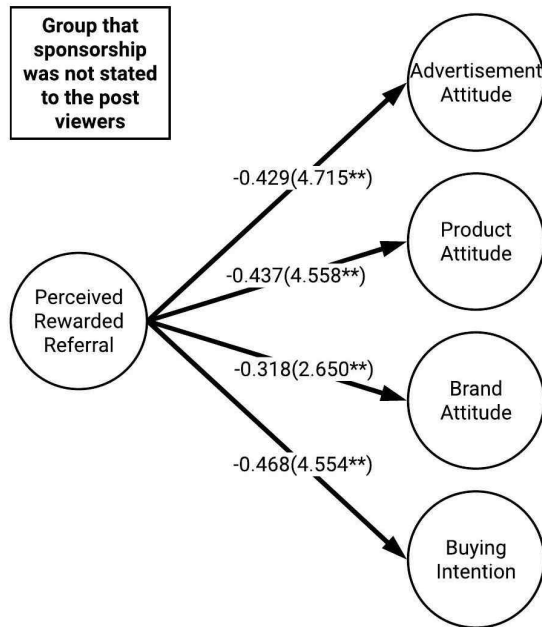 Group that
sponsorship
was not stated
to the post
viewers
Advertisement
Attitude
-0.429(4.715**)
Product
Attitude
-0.437(4.558**)
Perceived
Rewarded
Referral
-0.318(2.650**)
Brand
Attitude
-0.468(4.554**)
Buying
Intention